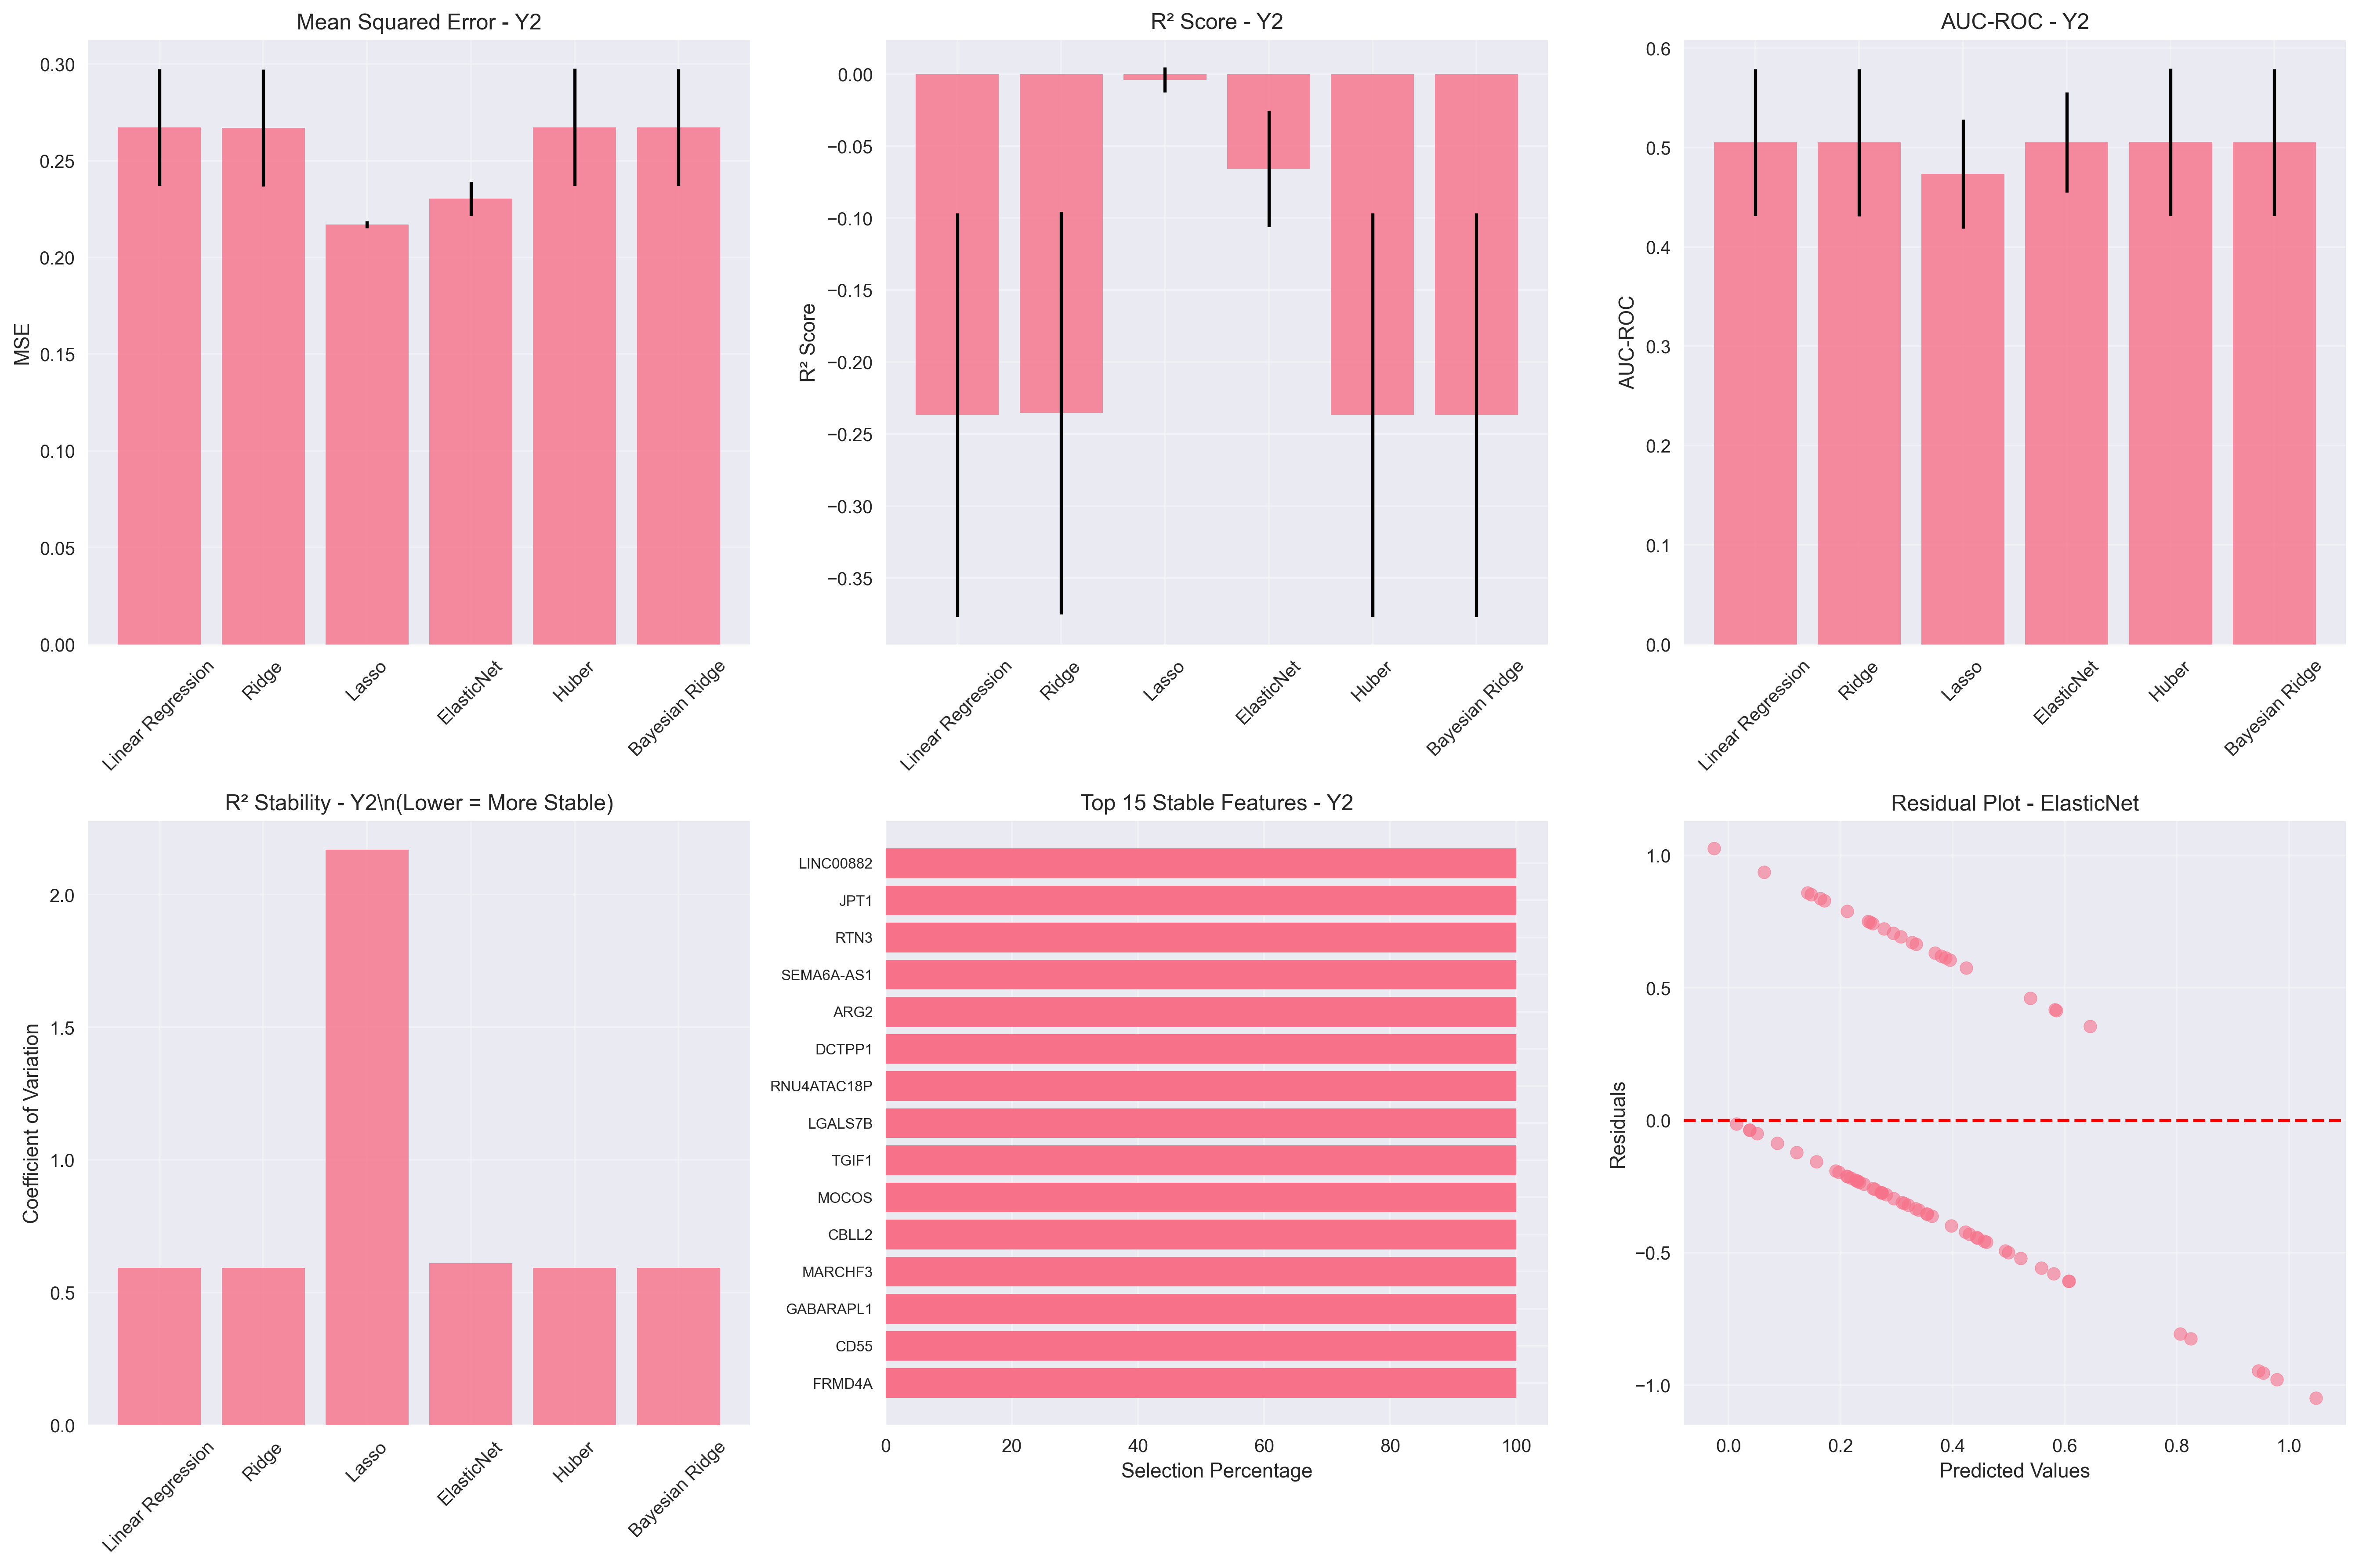 Mean Squared Error - Y2
MSE
0.30
0.25
0.20
0.15
0.10
0.05
0.00
Linear Regression
Ridge
Lasso
ElasticNet
Huber
Bayesian Ridge
R² Score - Y2
R² Score
0.00
−0.05
−0.10
−0.15
−0.20
−0.25
−0.30
−0.35
Linear Regression
Ridge
Lasso
ElasticNet
Huber
Bayesian Ridge
AUC-ROC - Y2
AUC-ROC
0.6
0.5
0.4
0.3
0.2
0.1
0.0
Linear Regression
Ridge
Lasso
ElasticNet
Huber
Bayesian Ridge
R² Stability - Y2\n(Lower = More Stable)
Coefficient of Variation
2.0
1.5
1.0
0.5
0.0
Linear Regression
Ridge
Lasso
ElasticNet
Huber
Bayesian Ridge
Top 15 Stable Features - Y2
LINC00882
JPT1
RTN3
SEMA6A-AS1
ARG2
DCTPP1
RNU4ATAC18P
LGALS7B
TGIF1
MOCOS
CBLL2
MARCHF3
GABARAPL1
CD55
FRMD4A
0 20 40 60 80 100
Selection Percentage
Residual Plot - ElasticNet
Residuals
1.0
0.5
0.0
−0.5
−1.0
0.0 0.2 0.4 0.6 0.8 1.0
Predicted Values